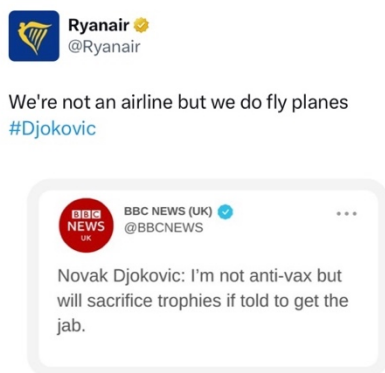 Ryanair
@Ryanair
We're not an airline but we do fly planes
#Djokovic
BBC
NEWS
UK
BBC NEWS (UK)
@BBCNEWS
Novak Djokovic: I’m not anti-vax but
will sacrifice trophies if told to get the
jab.